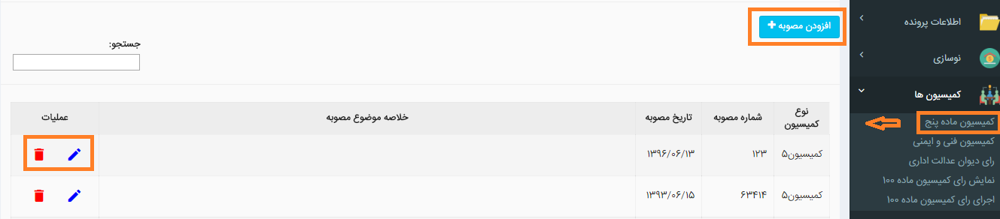 اطلاعات پرونده
نوسازی
کمیسیون ها
کمیسیون ماده پنج
کمیسیون فنی و ایمنی
رای دیوان عدالت اداری
نمایش رای کمیسیون ماده ۱۰۰
اجرای رای کمیسیون ماده ۱۰۰
افزودن مصوبه +
جستجو:
نوع کمیسیون شماره مصوبه تاریخ مصوبه خلاصه موضوع مصوبه عملیات
کمیسیون۵ ۱۲۳ ۱۳۹۶/۰۶/۱۳
کمیسیون۵ ۶۳۴۱۴ ۱۳۹۳/۰۶/۱۵